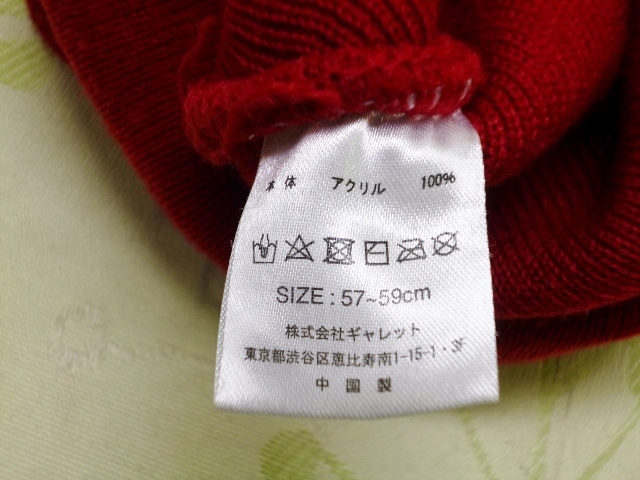 本体 アクリル 100%
SIZE : 57~59cm
株式会社ギャレット
東京都渋谷区恵比寿南1-15-1・3F
中国製